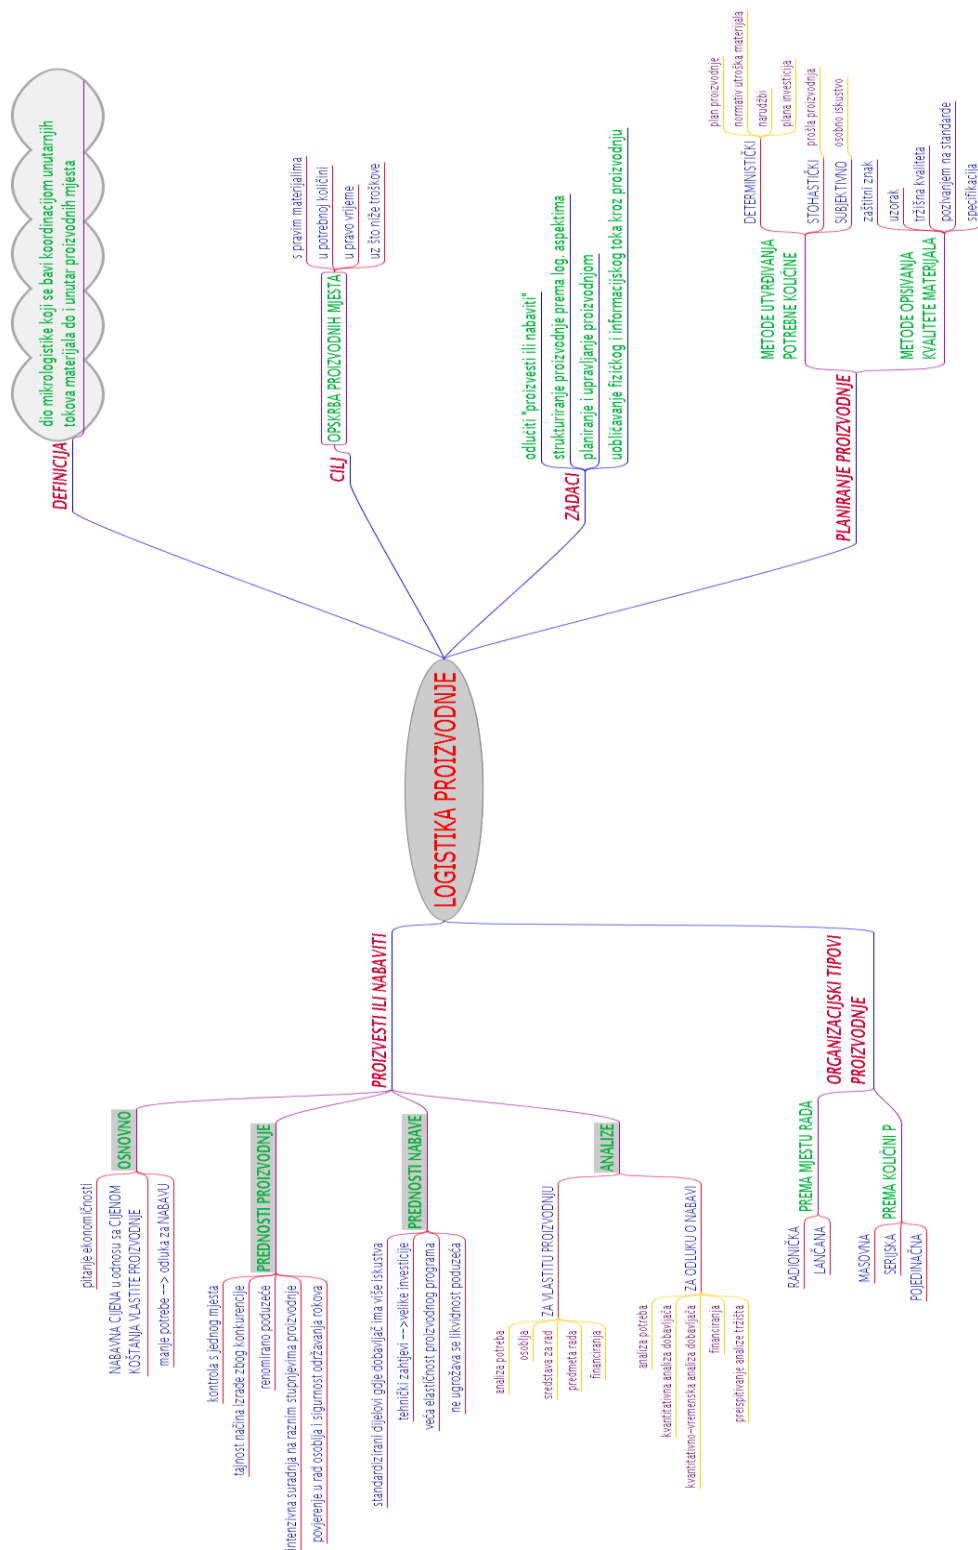 LOGISTIKA PROIZVODNJE
DEFINICIJA
dio mikrologistike koji se bavi koordinacijom unutarnjih
tokova materijala do i unutar proizvodnih mjesta
CILJ
OPSKRBA PROIZVODNIH MJESTA
s pravim materijalima
u potrebnoj količini
u pravo vrijeme
uz što niže troškove
ZADACI
odlučiti "proizvesti ili nabaviti"
strukturiranje proizvodnje prema log. aspektima
planiranje i upravljanje proizvodnjom
uobličavanje fizičkog i informacijskog toka kroz proizvodnju
PLANIRANJE PROIZVODNJE
METODE UTVRĐIVANJA
POTREBNE KOLIČINE
DETERMINISTIČKI
plan proizvodnje
normativ utroška materijala
narudžbi
plana investicija
STOHASTIČKI
prošla proizvodnja
SUBJEKTIVNO
osobno iskustvo
METODE OPISIVANJA
KVALITETE MATERIJALA
zaštitni znak
uzorak
tržišna kvaliteta
pozivanjem na standarde
specifikacija
PROIZVESTI ILI NABAVITI
OSNOVNO
pitanje ekonomičnosti
NABAVNA CIJENA u odnosu sa CIJENOM
KOŠTANJA VLASTITE PROIZVODNJE
manje potrebe --> odluka za NABAVU
PREDNOSTI PROIZVODNJE
kontrola s jednog mjesta
tajnost načina izrade zbog konkurencije
renomirano poduzeće
intenzivna suradnja na raznim stupnjevima proizvodnje
povjerenje u rad osoblja i sigurnost održavanja rokova
PREDNOSTI NABAVE
standardizirani dijelovi gdje dobavljač ima više iskustva
tehnički zahtjevi -->velike investicije
veća elastičnost proizvodnog programa
ne ugrožava se likvidnost poduzeća
ANALIZE
ZA VLASTITU PROIZVODNJU
analiza potreba
osoblja
sredstava za rad
predmeta rada
financiranja
ZA ODLUKU O NABAVI
analiza potreba
kvantitativna analiza dobavljača
kvantitativno-vremenska analiza dobavljača
financiranja
preispitivanje analize tržišta
ORGANIZACIJSKI TIPOVI
PROIZVODNJE
PREMA MJESTU RADA
RADIONIČKA
LANČANA
PREMA KOLIČINI P
MASOVNA
SERIJSKA
POJEDINAČNA